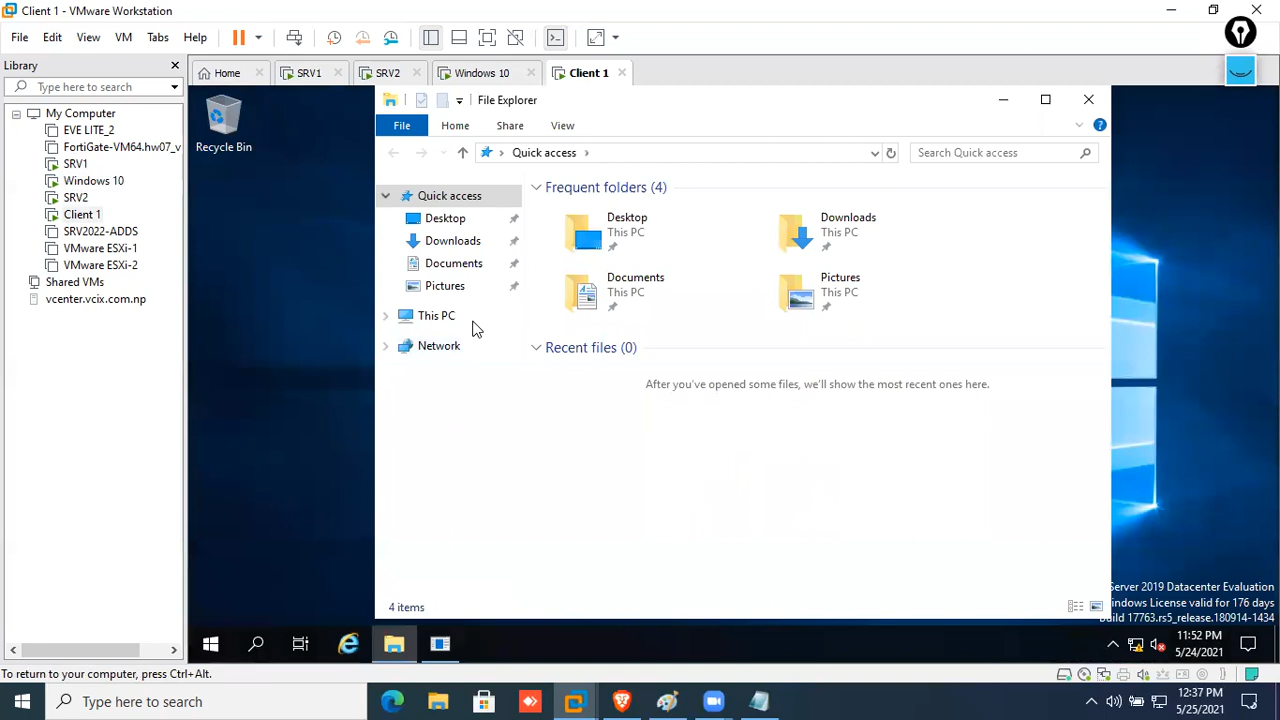 Client 1 - VMware Workstation
File Edit View VM Tabs Help
Library
Type here to search
My Computer
EVE LITE_2
FortiGate-VM64.hw07_v
SRV1
Windows 10
SRV2
Client 1
SRV2022-ADDS
VMware ESXi-1
VMware ESXi-2
Shared VMs
vcenter.vcix.com.np
Home SRV1 SRV2 Windows 10 Client 1
Recycle Bin
File Explorer
File Home Share View
Quick access
Search Quick access
Quick access
Desktop
Downloads
Documents
Pictures
This PC
Network
Frequent folders (4)
Desktop
This PC
Downloads
This PC
Documents
This PC
Pictures
This PC
Recent files (0)
After you've opened some files, we'll show the most recent ones here.
4 items
Server 2019 Datacenter Evaluation
indows License valid for 176 days
build 17763.rs5_release.180914-1434
11:52 PM
5/24/2021
To return to your computer, press Ctrl+Alt.
Type here to search
12:37 PM
5/25/2021